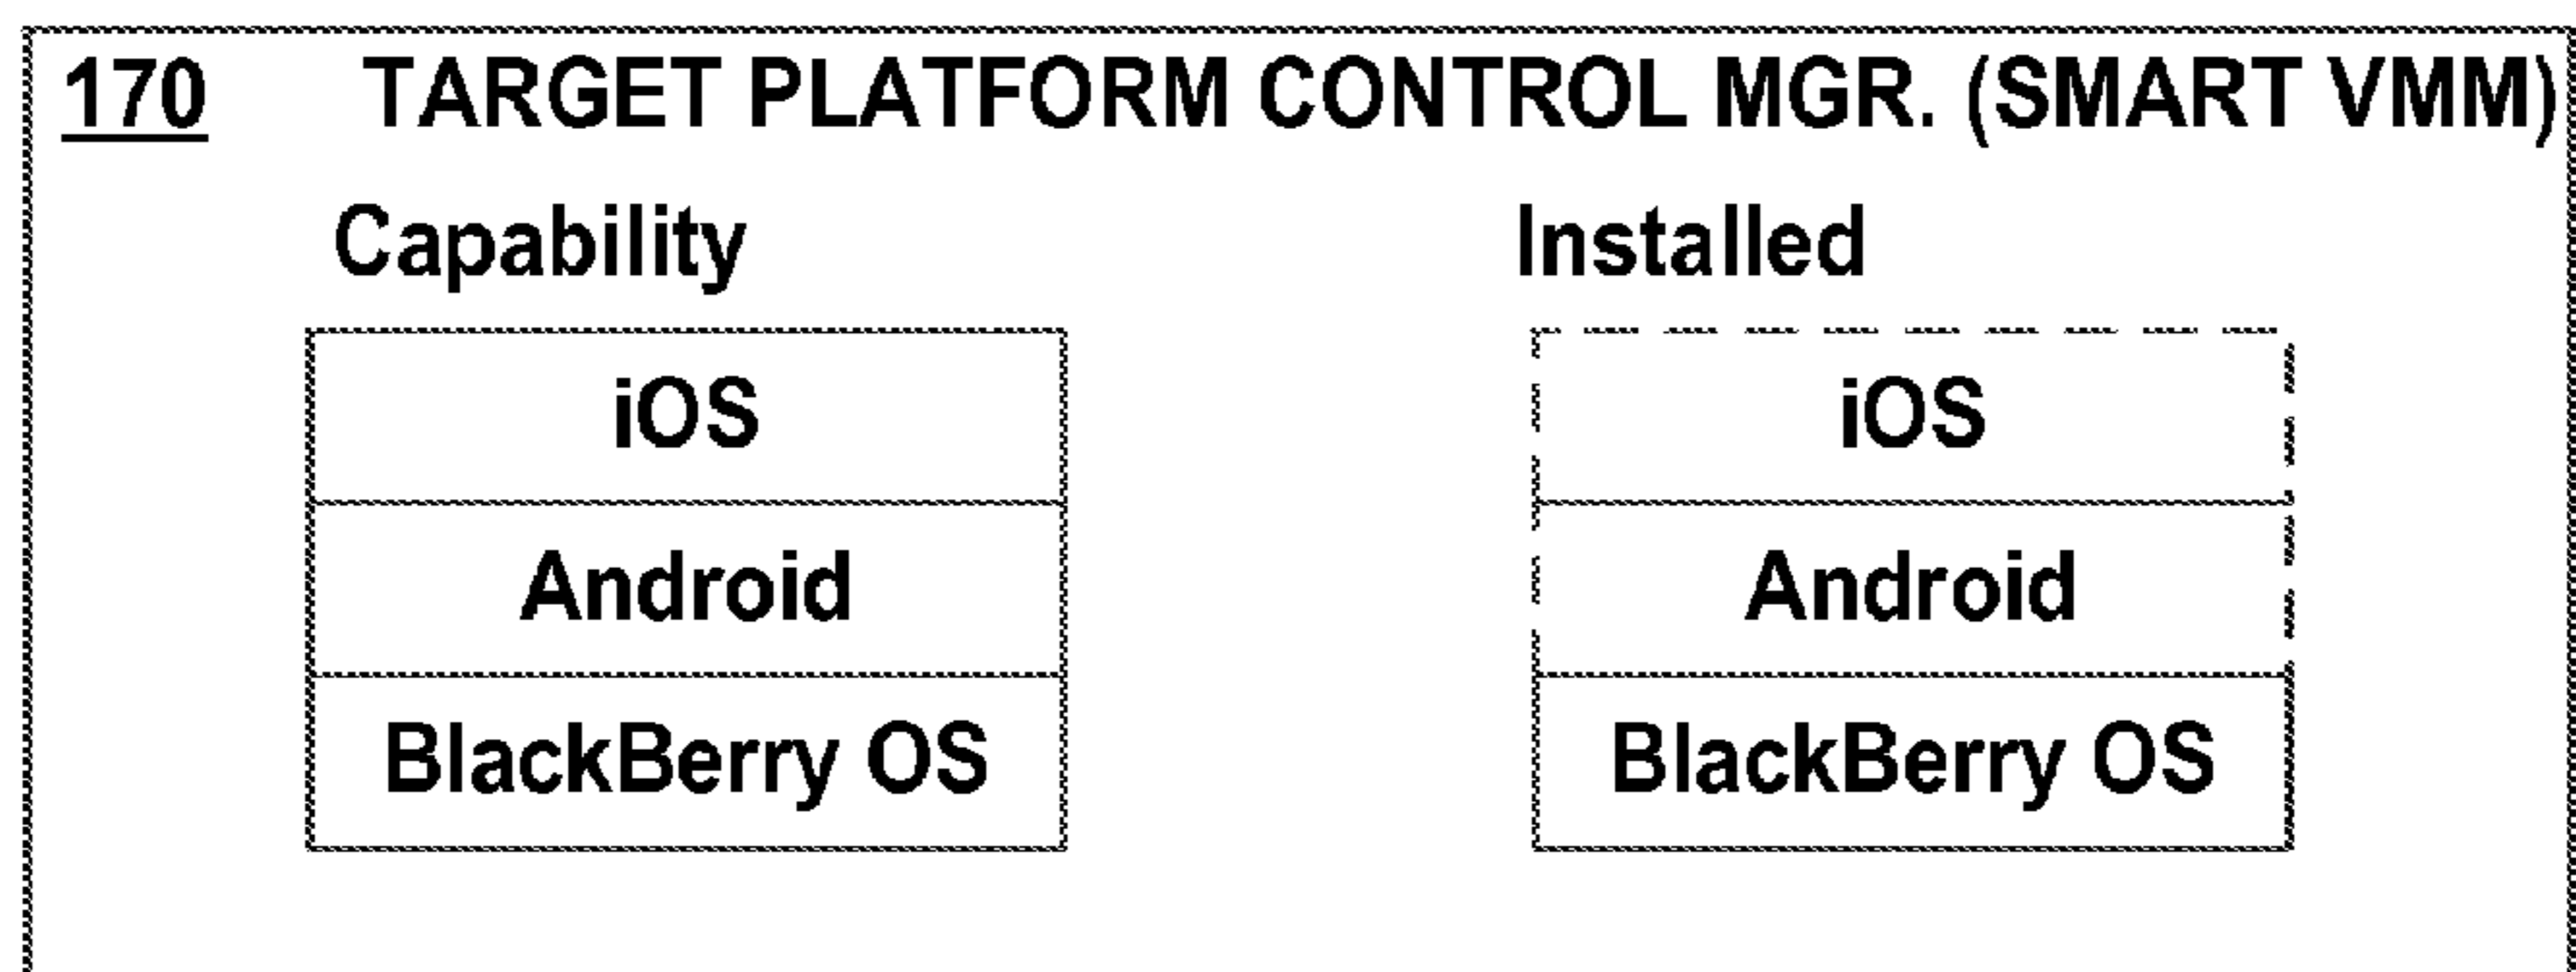 170 TARGET PLATFORM CONTROL MGR. (SMART VMM)
Capability Installed
iOS iOS
Android Android
BlackBerry OS BlackBerry OS